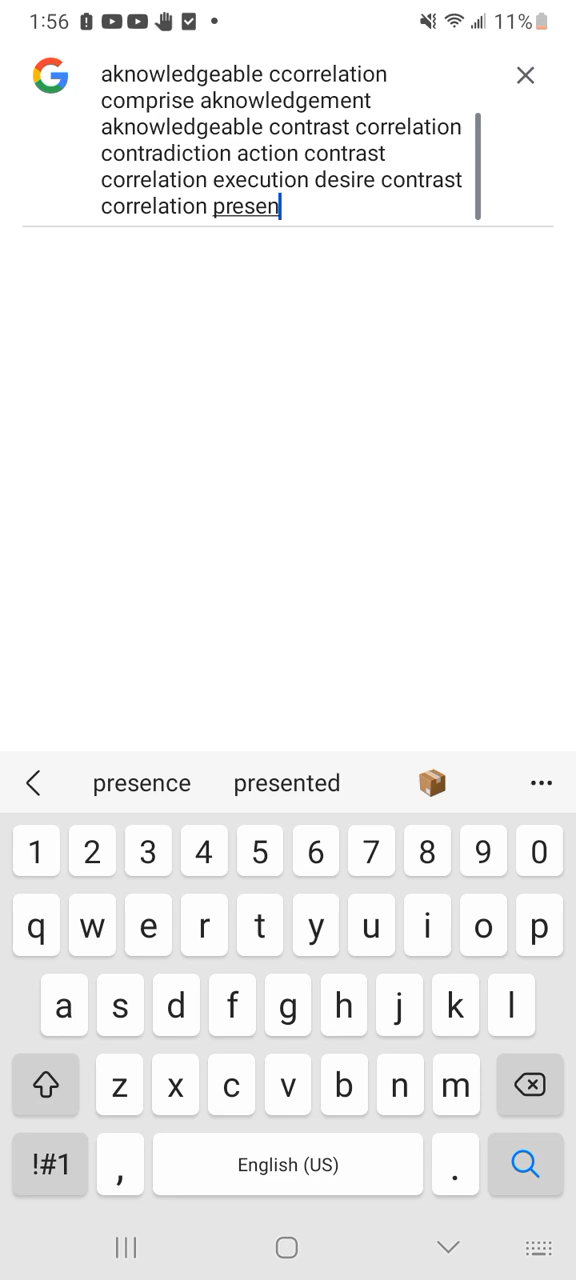 1:56
11%
aknowledgeable ccorrelation
comprise aknowledgement
aknowledgeable contrast correlation
contradiction action contrast
correlation execution desire contrast
correlation presen
presence presented
1 2 3 4 5 6 7 8 9 0
q w e r t y u i o p
a s d f g h j k l
z x c v b n m
!#1 , English (US) .